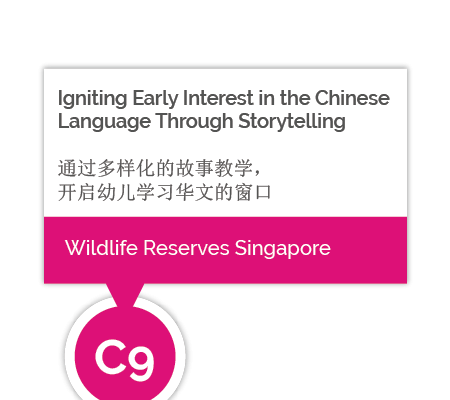 Igniting Early Interest in the Chinese
Language Through Storytelling
通过多样化的故事教学，
开启幼儿学习华文的窗口
Wildlife Reserves Singapore
C9